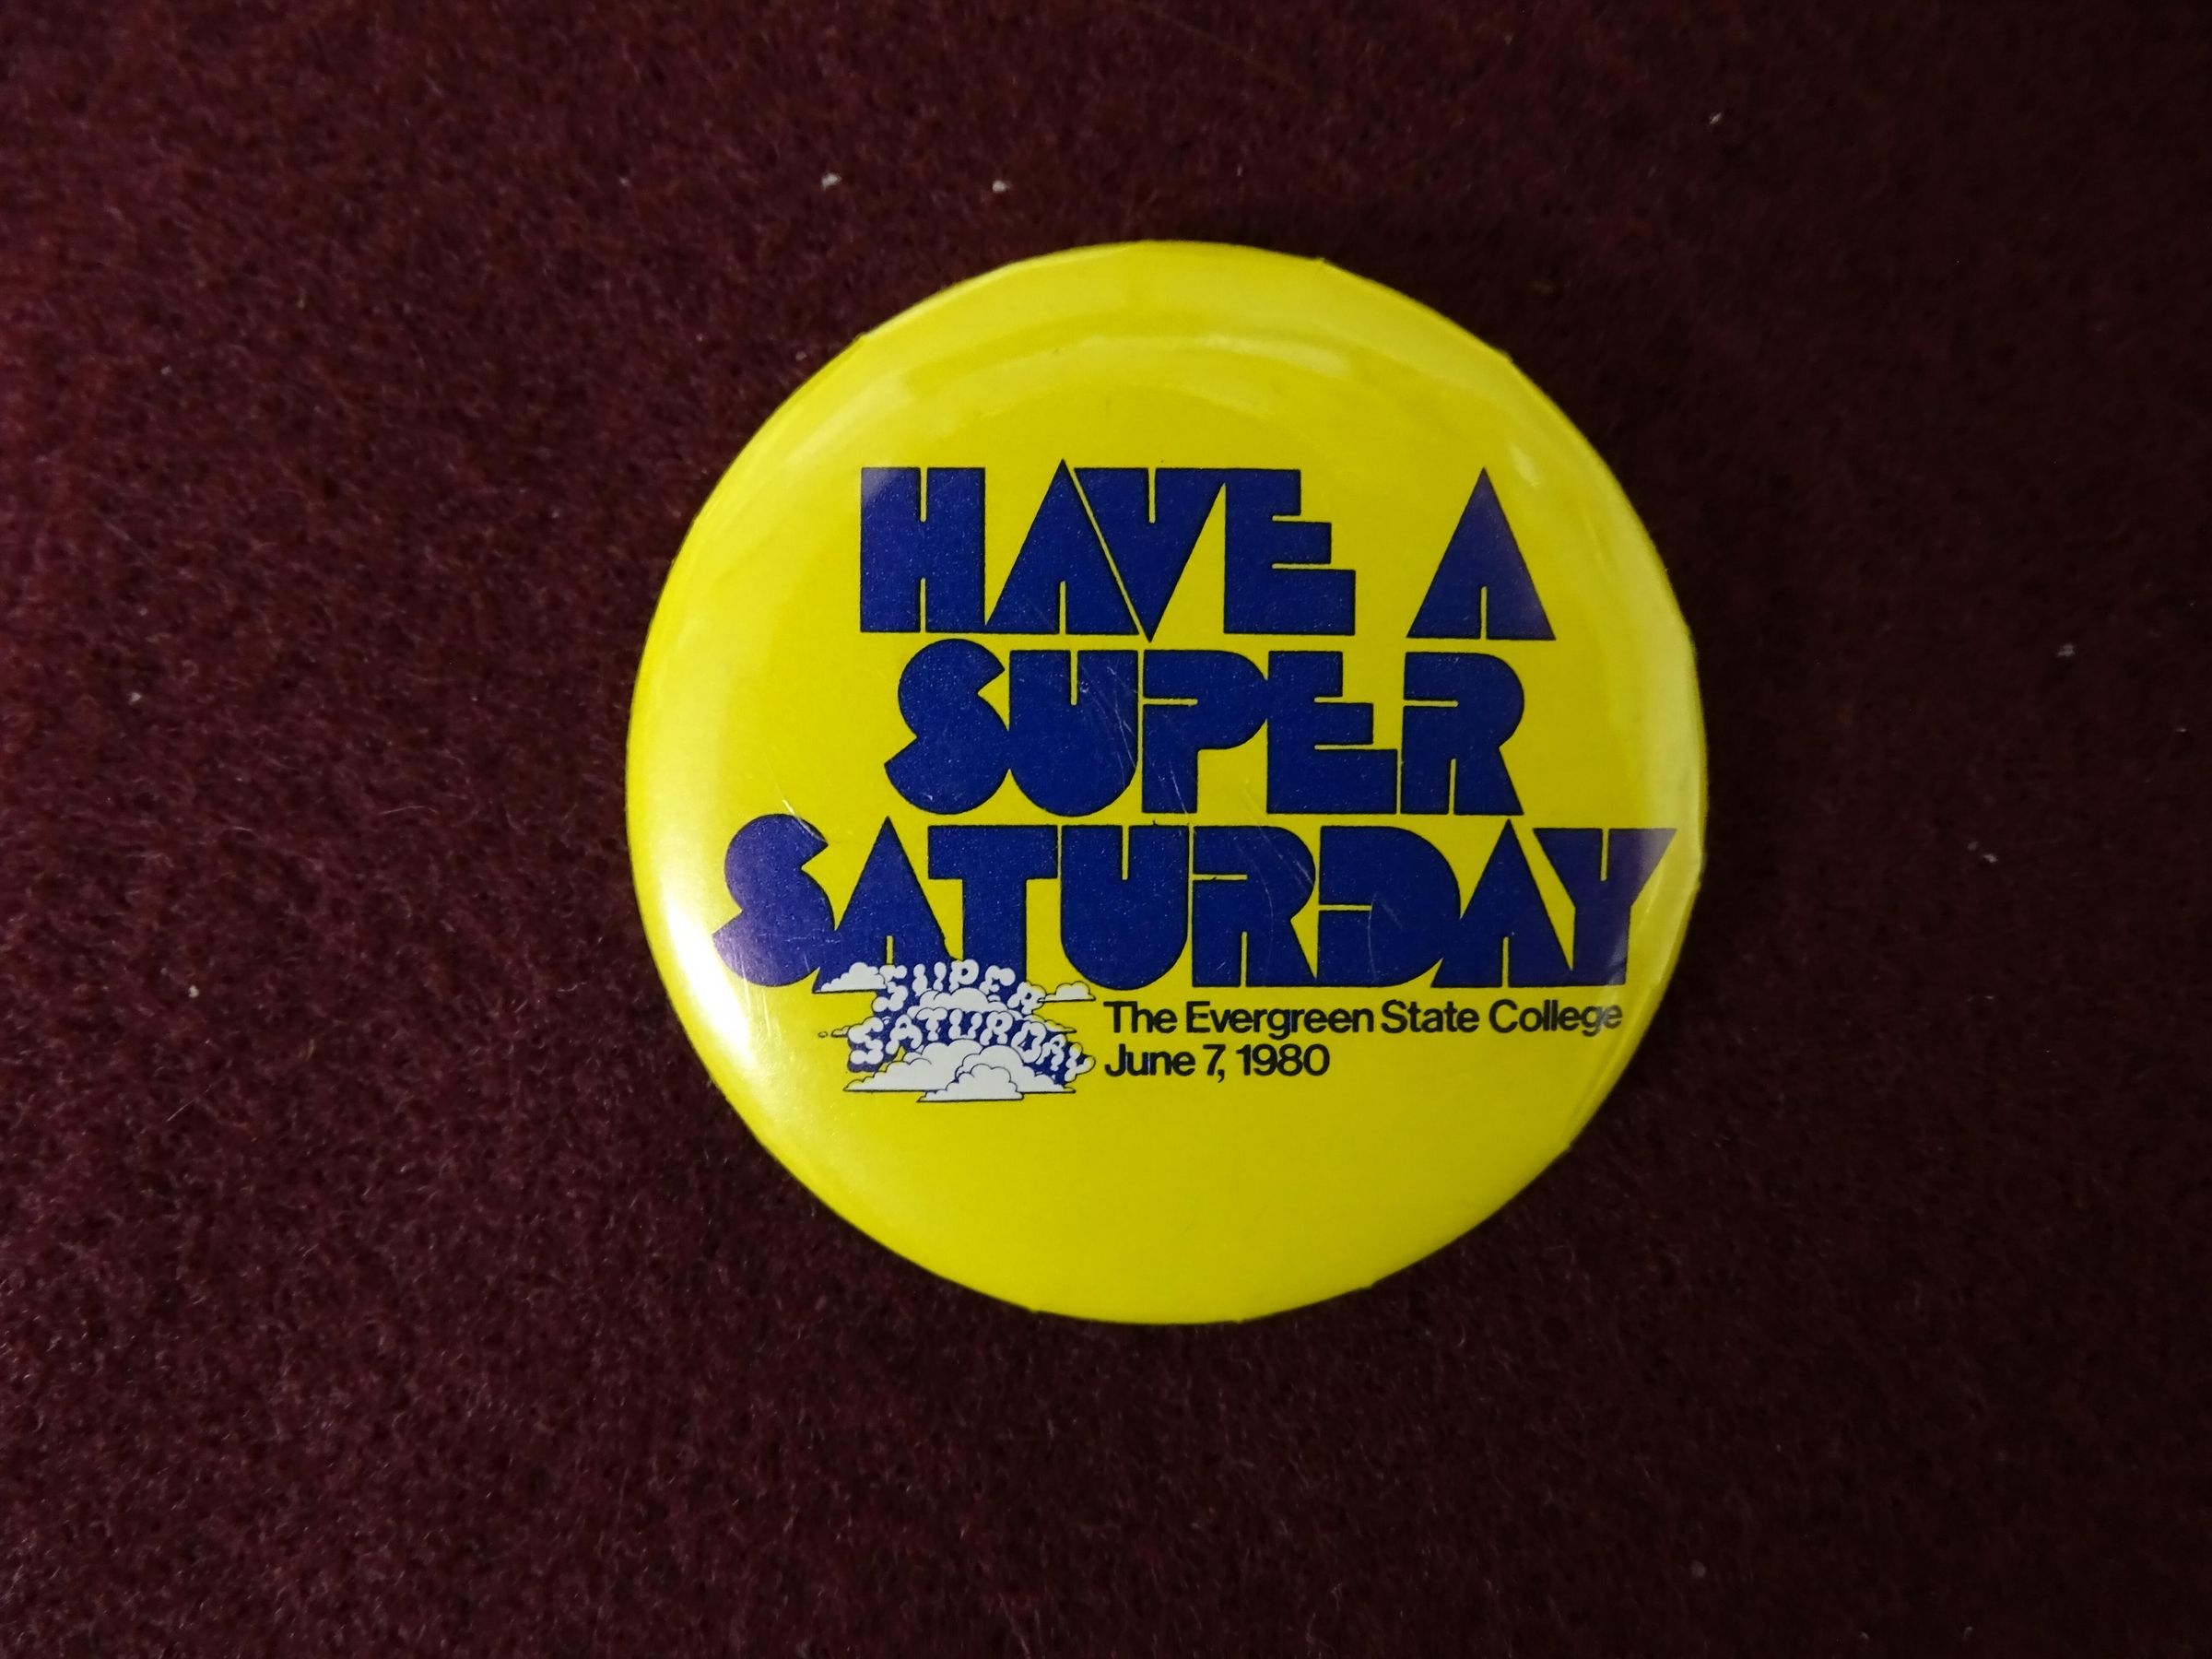 HAVE A
SUPER
SATURDAY
SUPER
SATURDAY
The Evergreen State College
June 7, 1980